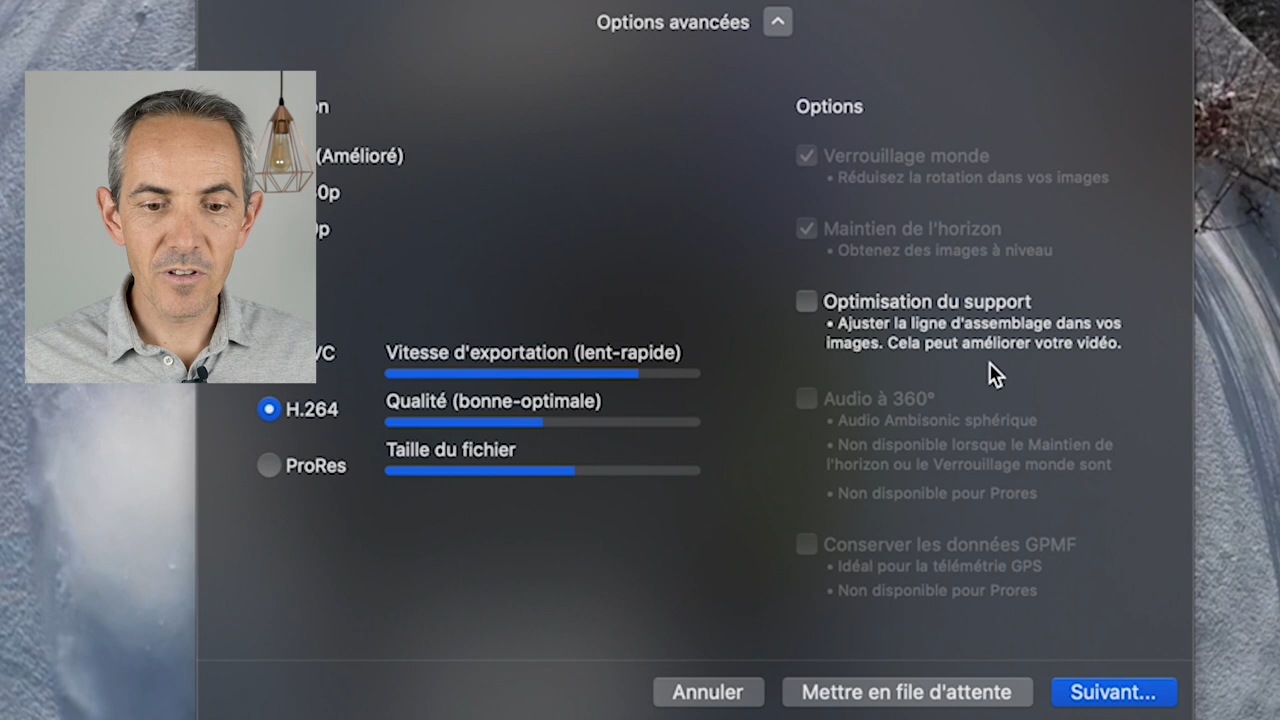 Options avancées
on
(Amélioré)
0p
p
VC
H.264
ProRes
Vitesse d'exportation (lent-rapide)
Qualité (bonne-optimale)
Taille du fichier
Options
Verrouillage monde
• Réduisez la rotation dans vos images
Maintien de l'horizon
• Obtenez des images à niveau
Optimisation du support
• Ajuster la ligne d'assemblage dans vos
images. Cela peut améliorer votre vidéo.
Audio à 360°
• Audio Ambisonic sphérique
• Non disponible lorsque le Maintien de
l'horizon ou le Verrouillage monde sont
• Non disponible pour Prores
Conserver les données GPMF
• Idéal pour la télémétrie GPS
• Non disponible pour Prores
Annuler
Mettre en file d'attente
Suivant...